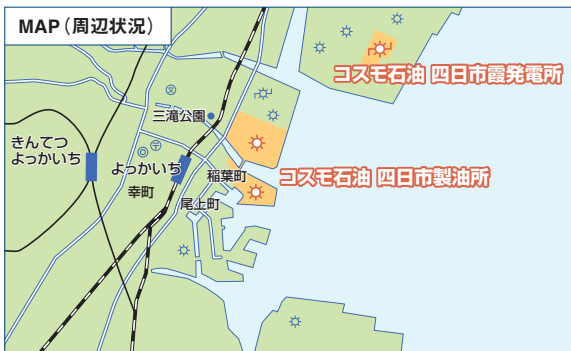 MAP（周辺状況）
コスモ石油 四日市霞発電所
三滝公園
きんてつ
よっかいち
よっかいち
稲葉町
コスモ石油 四日市製油所
幸町
尾上町